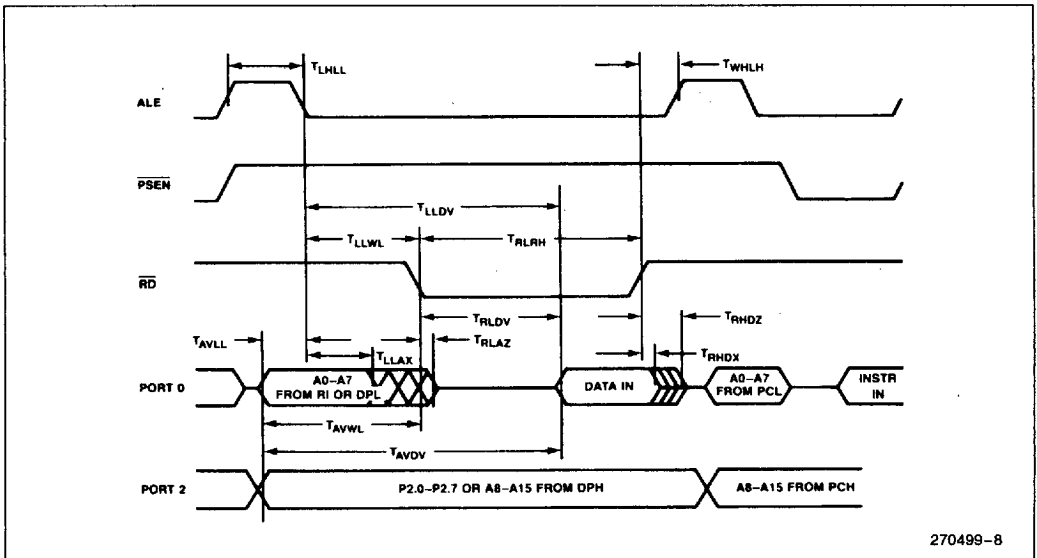 TLHLL
TWHLH
ALE
PSEN
TLLDV
TLLWL
TRLRH
RD
TRLDV
TRHDZ
TAVLL
TRLAZ
TLLAX
TRHDX
PORT 0
A0–A7
FROM RI OR DPL
DATA IN
A0–A7
FROM PCL
INSTR
IN
TAVWL
TAVDV
PORT 2
P2.0–P2.7 OR A8–A15 FROM DPH
A8–A15 FROM PCH
270499–8